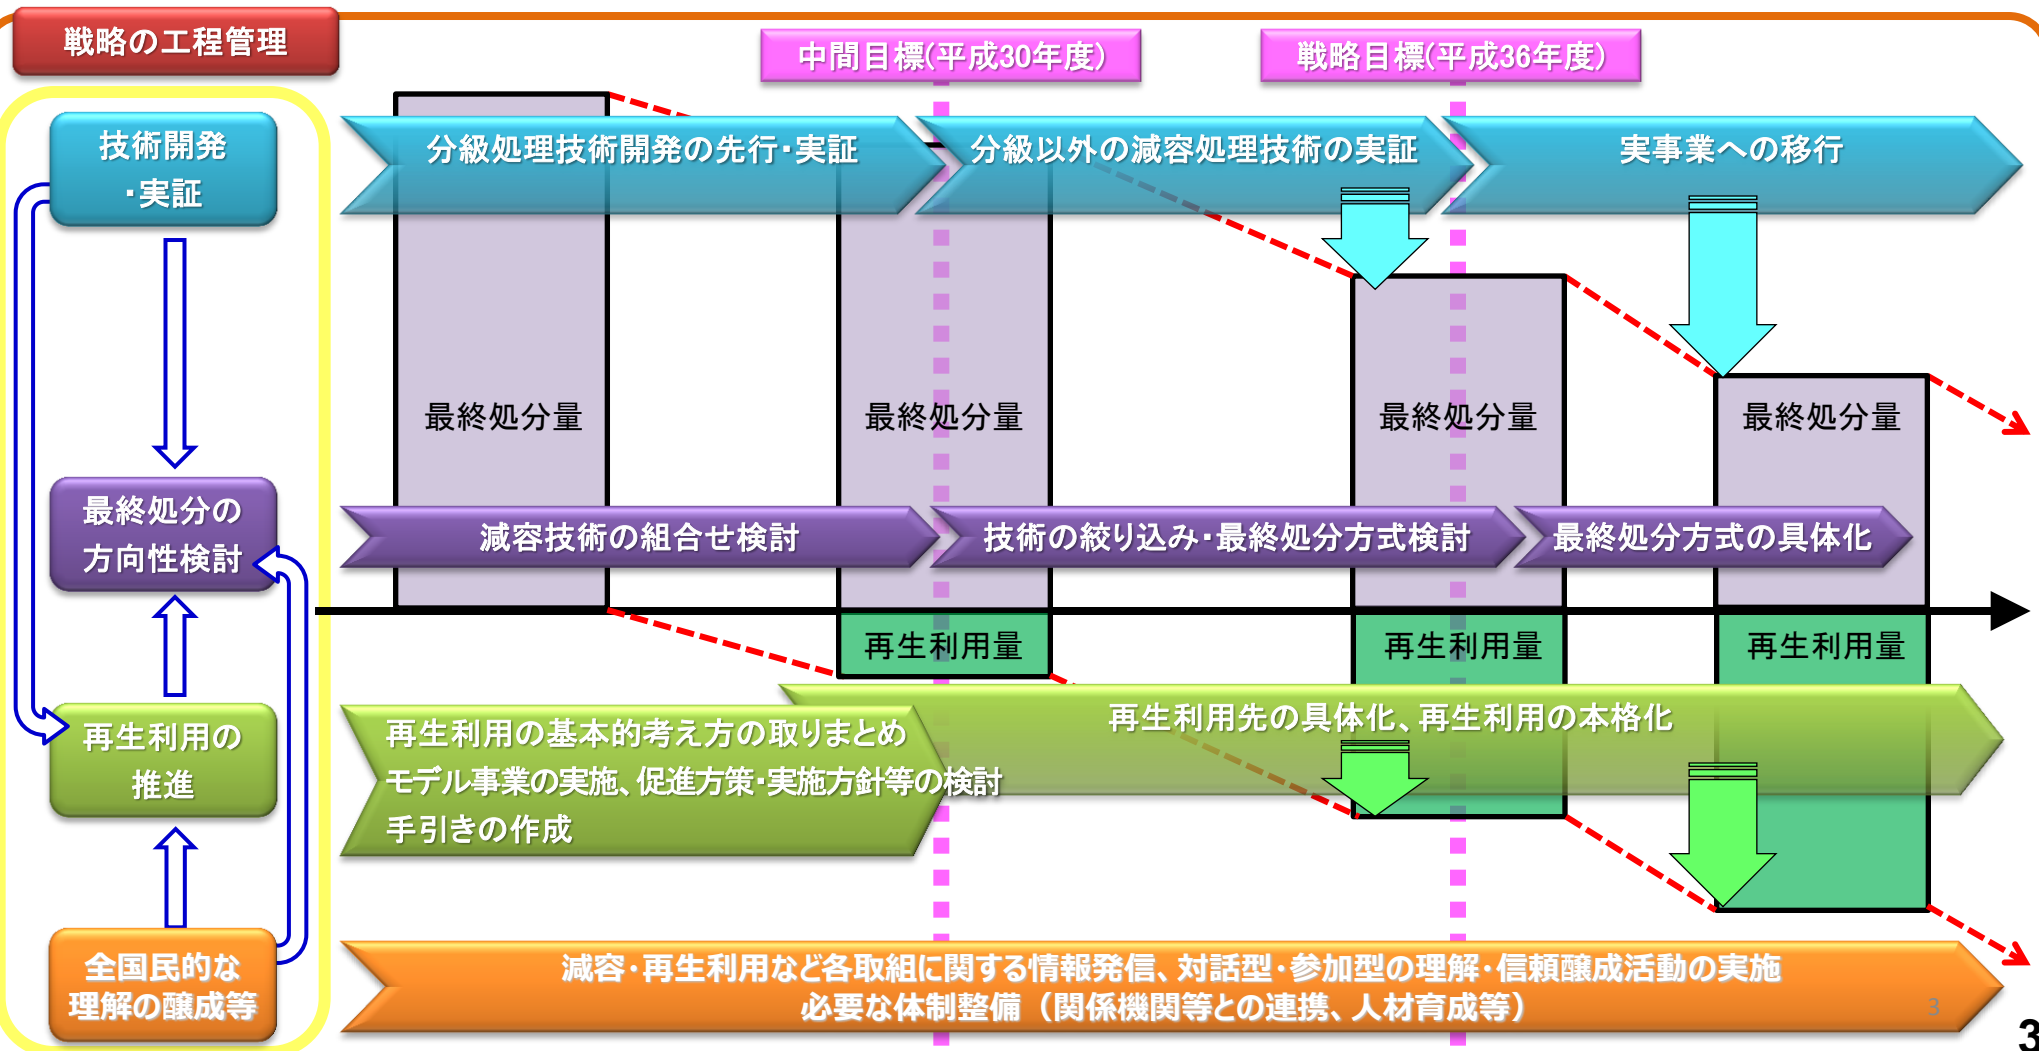 戦略の工程管理
中間目標(平成30年度)
戦略目標(平成36年度)
技術開発
・実証
分級処理技術開発の先行・実証
分級以外の減容処理技術の実証
実事業への移行
最終処分量
最終処分量
最終処分量
最終処分量
最終処分の
方向性検討
減容技術の組合せ検討
技術の絞り込み・最終処分方式検討
最終処分方式の具体化
再生利用量
再生利用量
再生利用量
再生利用の
推進
再生利用の基本的考え方の取りまとめ
モデル事業の実施、促進方策・実施方針等の検討
手引きの作成
再生利用先の具体化、再生利用の本格化
全国民的な
理解の醸成等
減容・再生利用など各取組に関する情報発信、対話型・参加型の理解・信頼醸成活動の実施
必要な体制整備（関係機関等との連携、人材育成等）
3
3